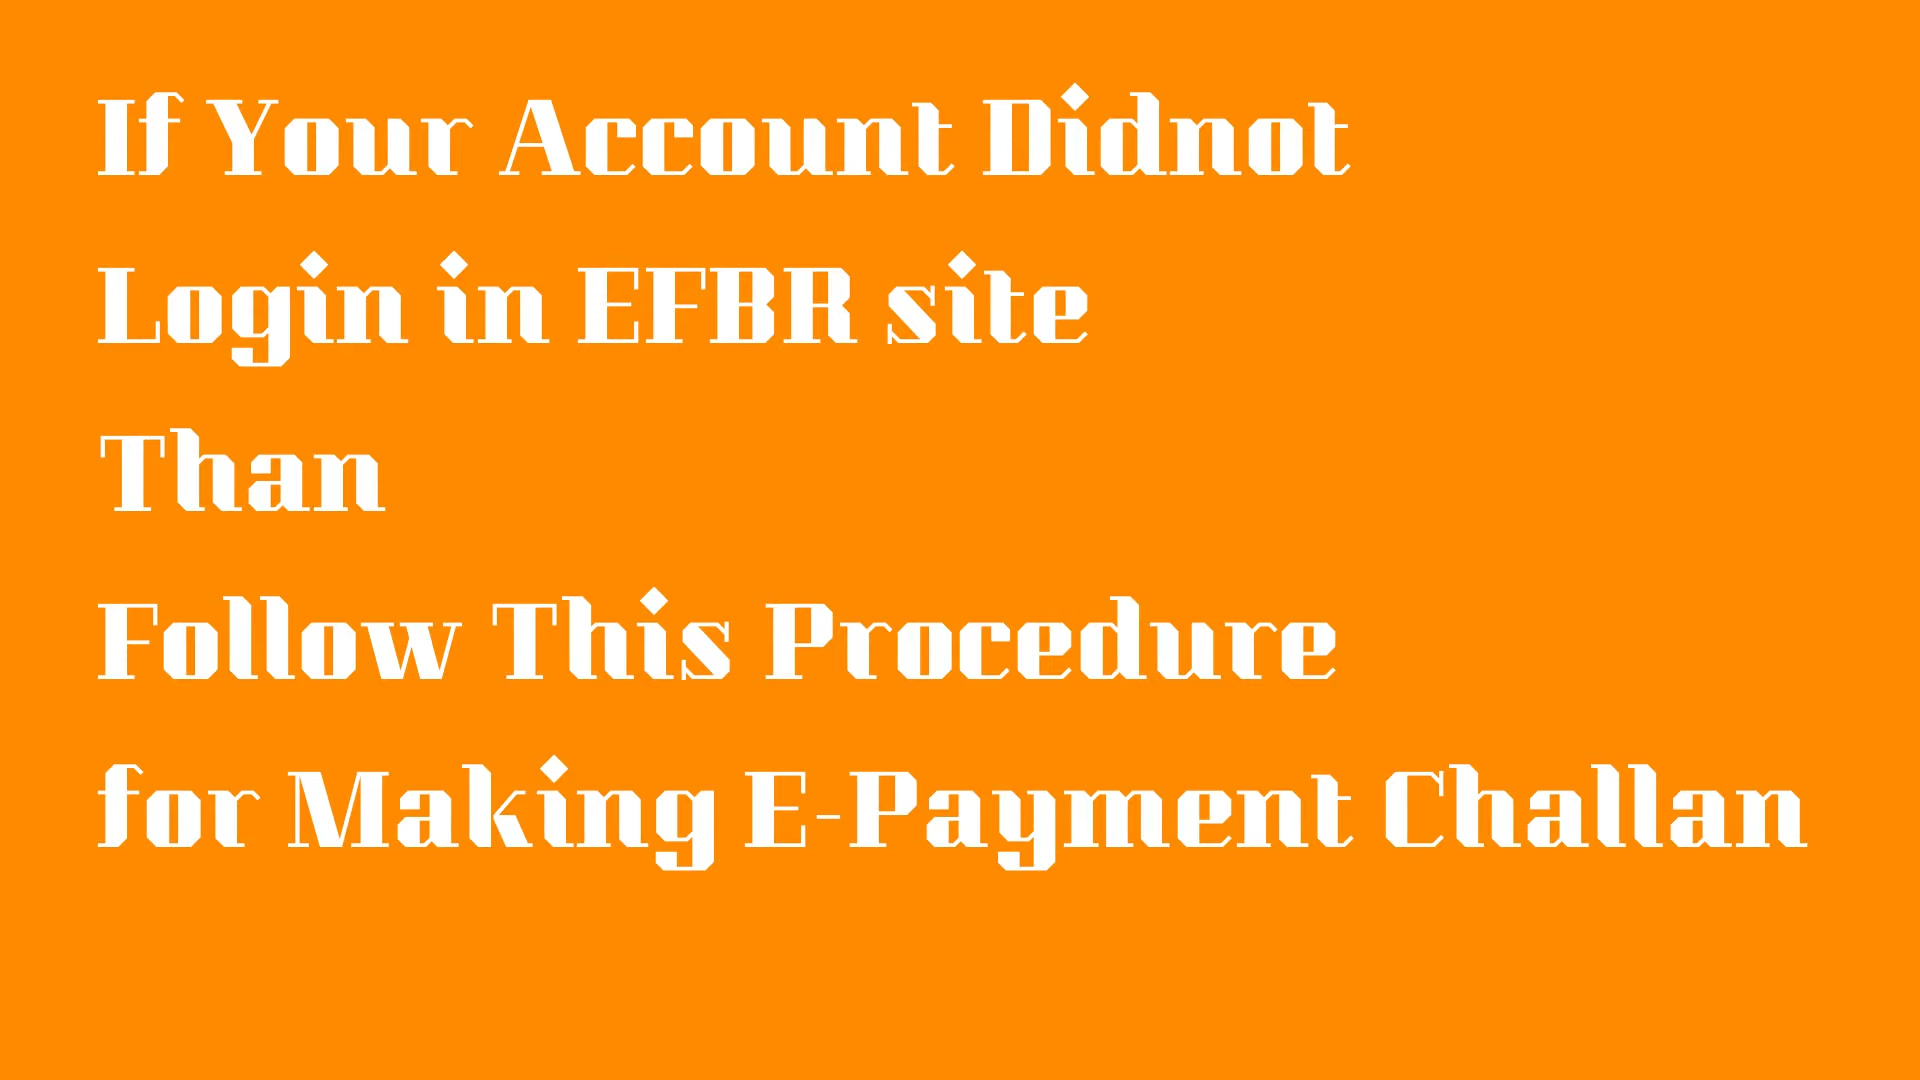 If Your Account Didnot
Login in EFBR site
Than
Follow This Procedure
for Making E-Payment Challan